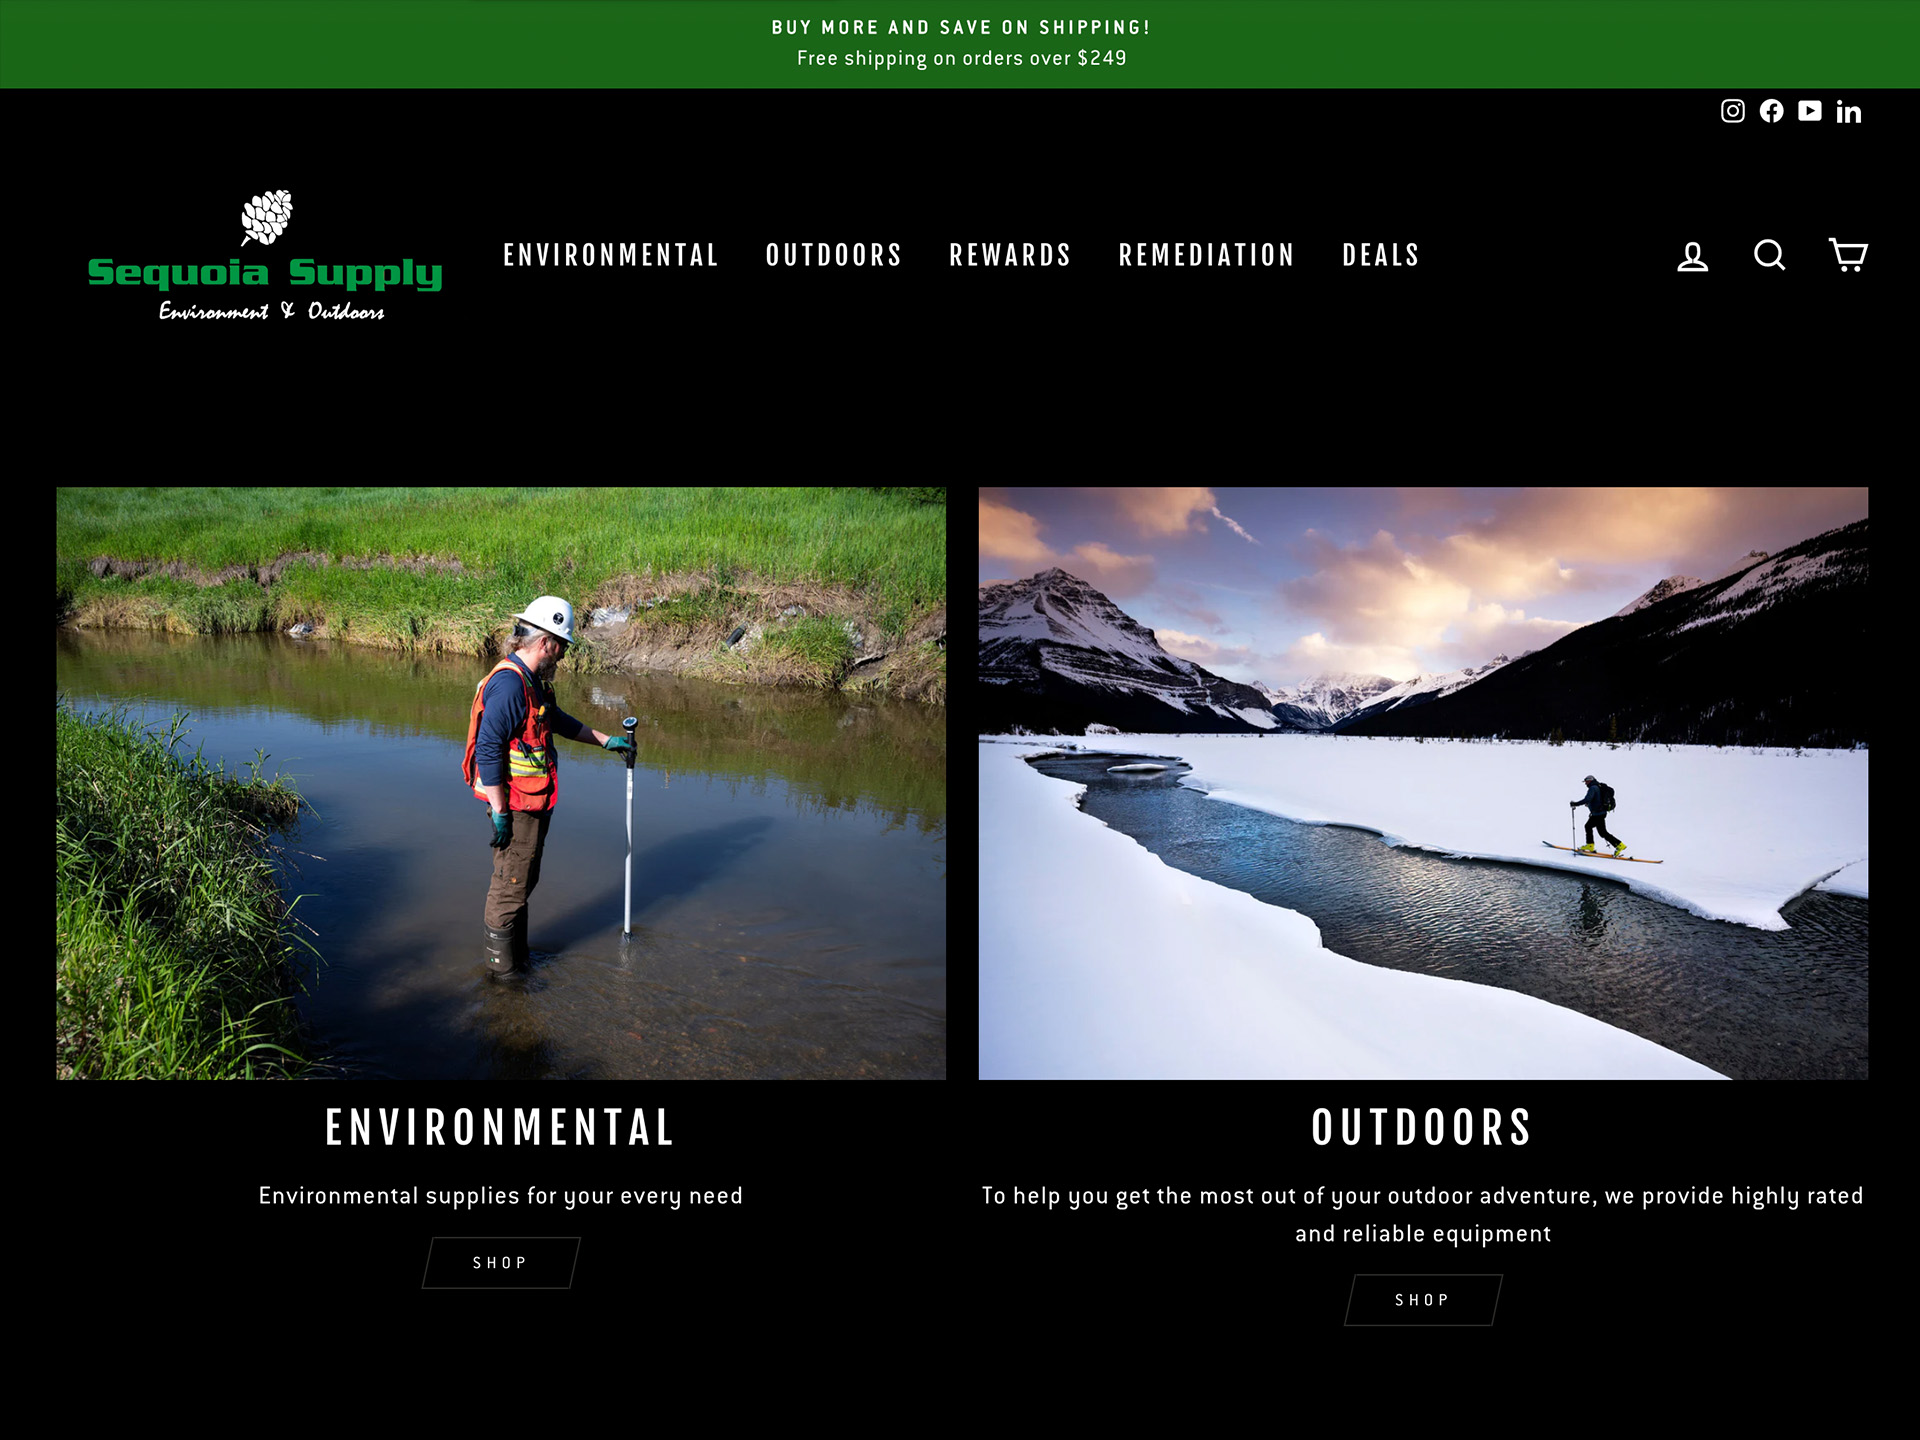 BUY MORE AND SAVE ON SHIPPING!
Free shipping on orders over $249
Sequoia Supply
Environment & Outdoors
ENVIRONMENTAL OUTDOORS REWARDS REMEDIATION DEALS
ENVIRONMENTAL
Environmental supplies for your every need
SHOP
OUTDOORS
To help you get the most out of your outdoor adventure, we provide highly rated
and reliable equipment
SHOP